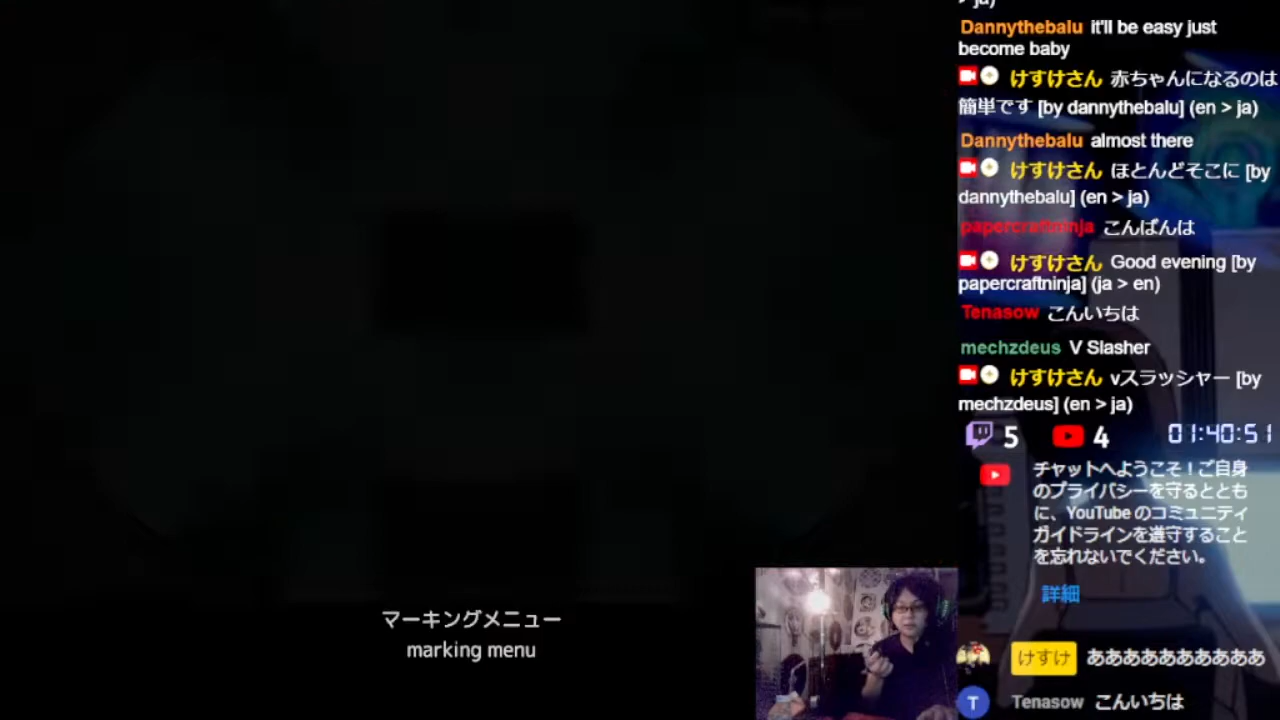 > ja)
Dannythebalu it'll be easy just
become baby
けすけさん 赤ちゃんになるのは
簡単です [by dannythebalu] (en > ja)
Dannythebalu almost there
けすけさん ほとんどそこに [by
dannythebalu] (en > ja)
papercraftninja こんばんは
けすけさん Good evening [by
papercraftninja] (ja > en)
Tenasow こんいちは
mechzdeus V Slasher
けすけさん vスラッシャー [by
mechzdeus] (en > ja)
5 4 01:40:51
チャットへようこそ！ご自身
のプライバシーを守るととも
に、YouTube のコミュニティ
ガイドラインを遵守すること
を忘れないでください。
詳細
けすけ ああああああああああ
T Tenasow こんいちは
マーキングメニュー
marking menu